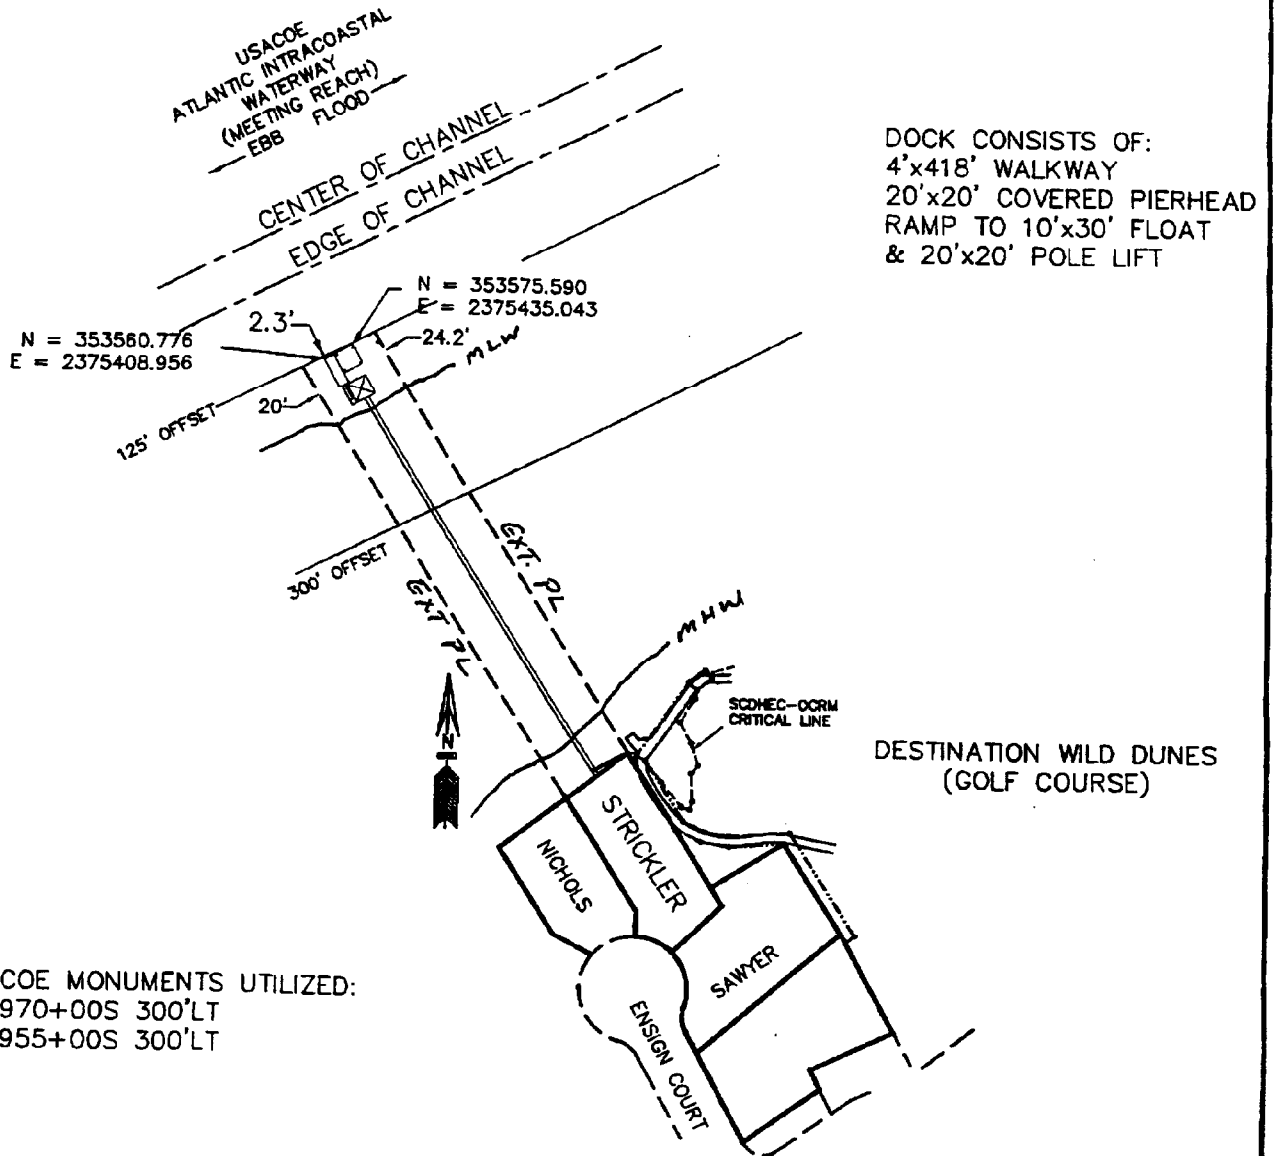 USACOE
ATLANTIC INTRACOASTAL
WATERWAY
(MEETING REACH)
EBB FLOOD
CENTER OF CHANNEL
EDGE OF CHANNEL
DOCK CONSISTS OF:
4'x418' WALKWAY
20'x20' COVERED PIERHEAD
RAMP TO 10'x30' FLOAT
& 20'x20' POLE LIFT
N = 353575.590
E = 2375435.043
N = 353560.776
E = 2375408.956
2.3'
24.2'
MLW
20'
125' OFFSET
300' OFFSET
EXT. PL
EXT PL
MHW
N
SCDHEC-OCRM
CRITICAL LINE
DESTINATION WILD DUNES
(GOLF COURSE)
STRICKLER
NICHOLS
SAWYER
ENSIGN COURT
COE MONUMENTS UTILIZED:
970+00S 300'LT
955+00S 300'LT